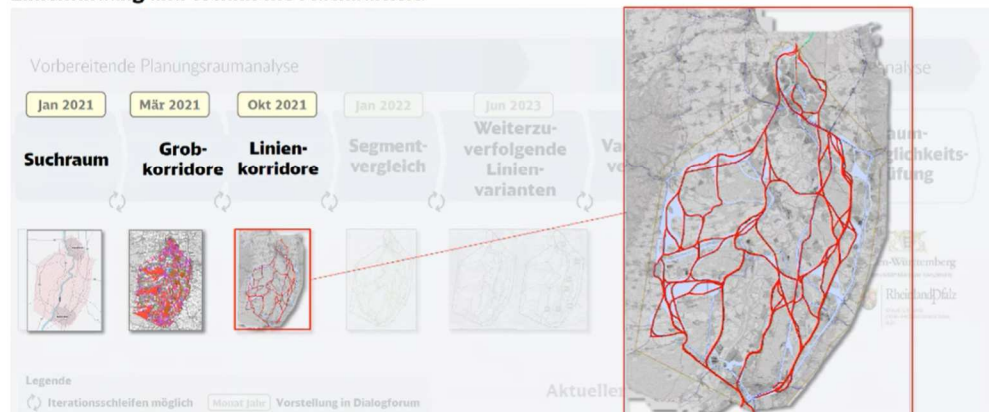 Vorbereitende Planungsraumanalyse
Jan 2021
Mär 2021
Okt 2021
Jan 2022
Jun 2023
Suchraum
Grob-
korridore
Linien-
korridore
Segment-
vergleich
Weiterzu-
verfolgende
Linien-
varianten
RheinlandPfalz
Legende
Iterationsschleifen möglich
Monat Jahr
Vorstellung in Dialogforum